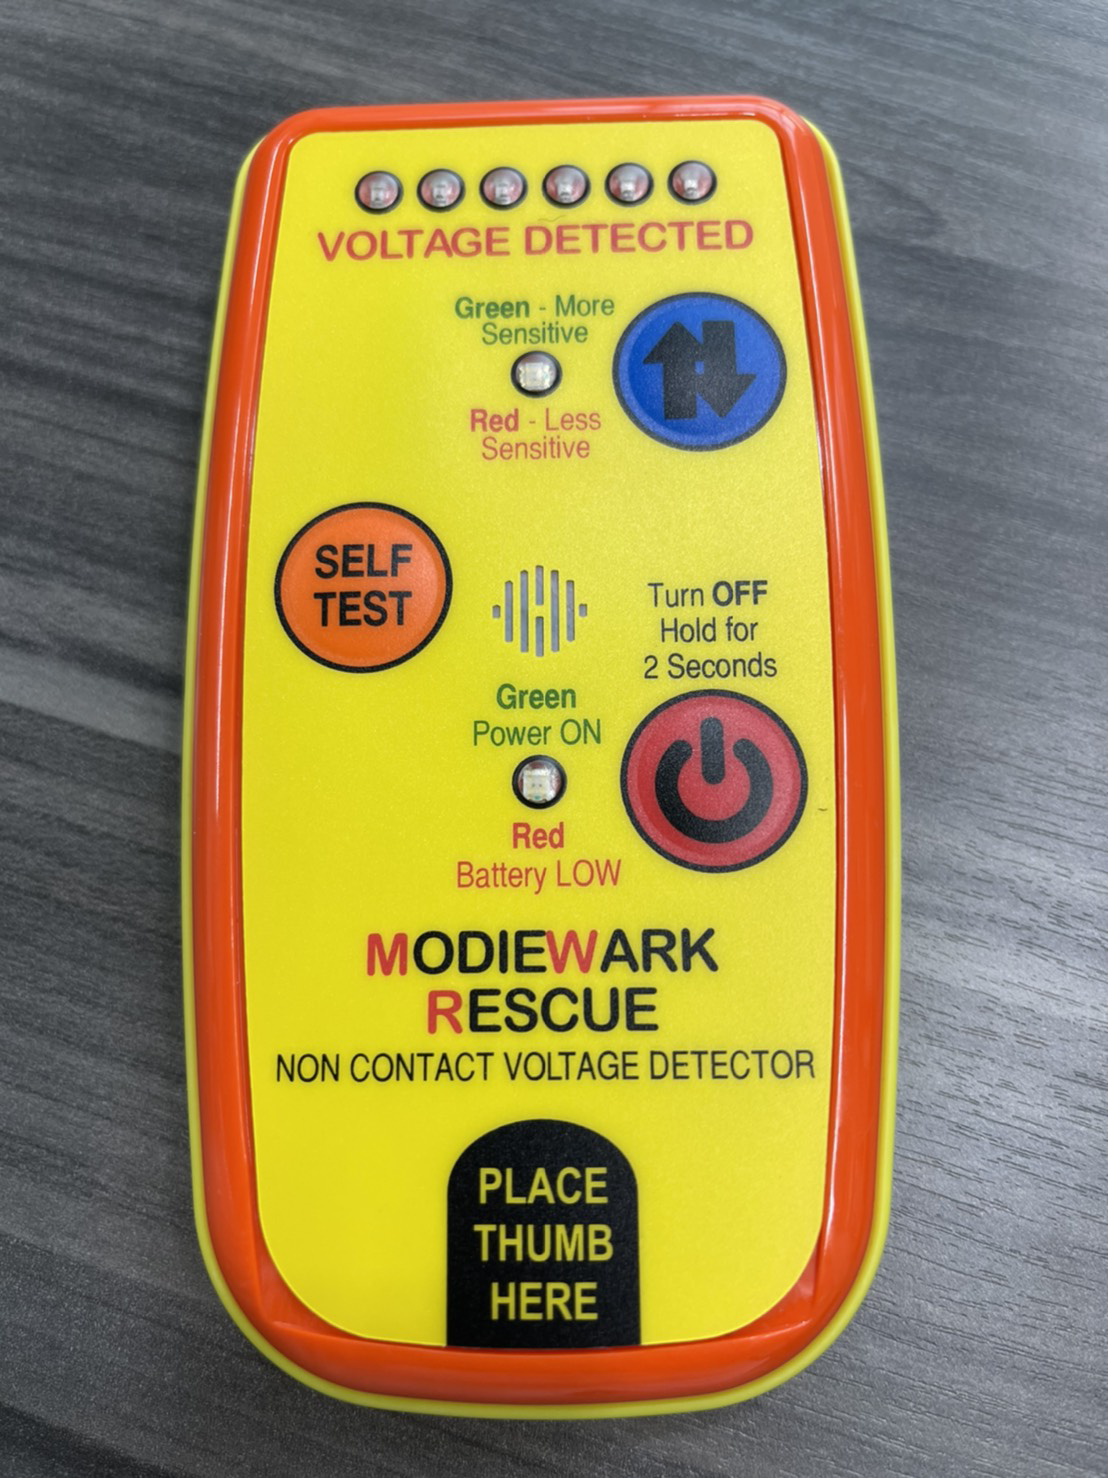 VOLTAGE DETECTED
Green - More
Sensitive
Red - Less
Sensitive
SELF
TEST
Turn OFF
Hold for
2 Seconds
Green
Power ON
Red
Battery LOW
MODIEWARK
RESCUE
NON CONTACT VOLTAGE DETECTOR
PLACE
THUMB
HERE